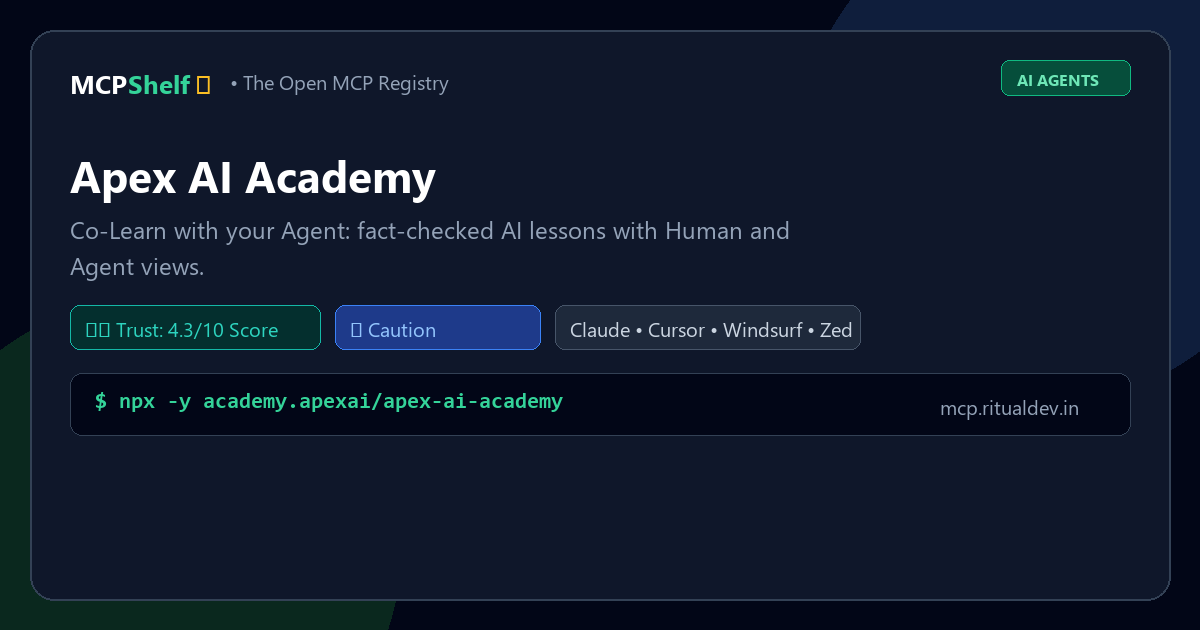 MCPShelf • The Open MCP Registry
AI AGENTS
Apex AI Academy
Co-Learn with your Agent: fact-checked AI lessons with Human and
Agent views.
Trust: 4.3/10 Score
Caution
Claude • Cursor • Windsurf • Zed
$ npx -y academy.apexai/apex-ai-academy
mcp.ritualdev.in